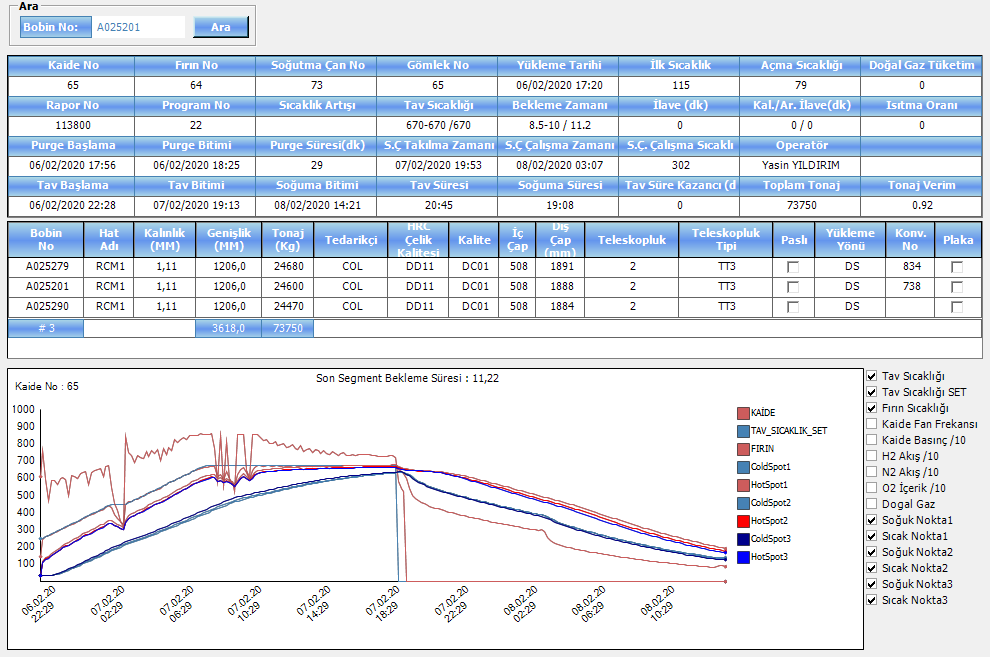 Ara
Bobin No: A025201 Ara
Kaide No Fırın No Soğutma Çan No Gömlek No Yükleme Tarihi İlk Sıcaklık Açma Sıcaklığı Doğal Gaz Tüketim
65 64 73 65 06/02/2020 17:20 115 79 0
Rapor No Program No Sıcaklık Artışı Tav Sıcaklığı Bekleme Zamanı İlave (dk) Kal./Ar. İlave(dk) Isıtma Oranı
113800 22 670-670 /670 8.5-10 / 11.2 0 0 / 0 0
Purge Başlama Purge Bitimi Purge Süresi(dk) S.Ç Takılma Zamanı S.Ç Çalışma Zamanı S.Ç. Çalışma Sıcaklı Operatör
06/02/2020 17:56 06/02/2020 18:25 29 07/02/2020 19:53 08/02/2020 03:07 302 Yasin YILDIRIM
Tav Başlama Tav Bitimi Soğuma Bitimi Tav Süresi Soğuma Süresi Tav Süre Kazancı (d Toplam Tonaj Tonaj Verim
06/02/2020 22:28 07/02/2020 19:13 08/02/2020 14:21 20:45 19:08 0 73750 0.92
Bobin No Hat Adı Kalınlık (MM) Genişlik (MM) Tonaj (Kg) Tedarikçi HRC Çelik Kalitesi Kalite İç Çap Dış Çap (mm) Teleskopluk Teleskopluk Tipi Paslı Yükleme Yönü Konv. No Plaka
A025279 RCM1 1,11 1206,0 24680 COL DD11 DC01 508 1891 2 TT3 DS 834
A025201 RCM1 1,11 1206,0 24600 COL DD11 DC01 508 1888 2 TT3 DS 738
A025290 RCM1 1,11 1206,0 24470 COL DD11 DC01 508 1884 2 TT3 DS
# 3 3618,0 73750
Son Segment Bekleme Süresi : 11,22
Kaide No : 65
1000
900
800
700
600
500
400
300
200
100
06.02.20 22:29
07.02.20 02:29
07.02.20 06:29
07.02.20 10:29
07.02.20 14:29
07.02.20 18:29
07.02.20 22:29
08.02.20 02:29
08.02.20 06:29
08.02.20 10:29
KAİDE
TAV_SICAKLIK_SET
FIRIN
ColdSpot1
HotSpot1
ColdSpot2
HotSpot2
ColdSpot3
HotSpot3
Tav Sıcaklığı
Tav Sıcaklığı SET
Fırın Sıcaklığı
Kaide Fan Frekansı
Kaide Basınç /10
H2 Akış /10
N2 Akış /10
O2 İçerik /10
Dogal Gaz
Soğuk Nokta1
Sıcak Nokta1
Soğuk Nokta2
Sıcak Nokta2
Soğuk Nokta3
Sıcak Nokta3